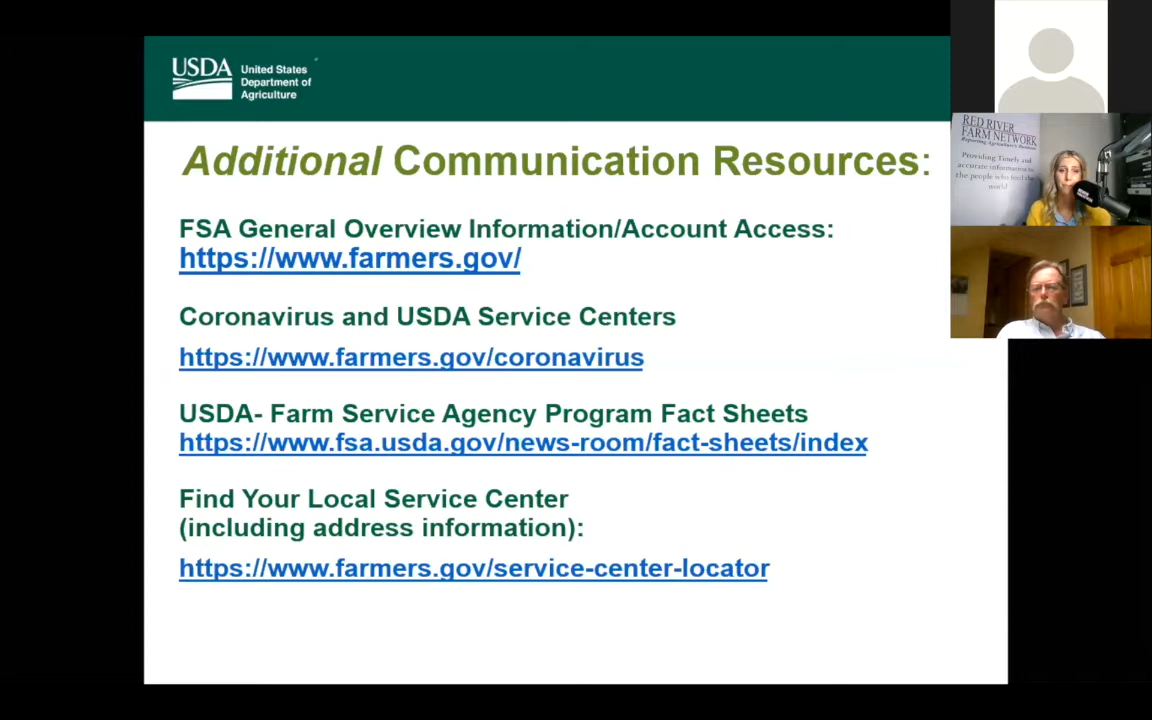 USDA
United States
Department of
Agriculture
Additional Communication Resources:
FSA General Overview Information/Account Access:
https://www.farmers.gov/
Coronavirus and USDA Service Centers
https://www.farmers.gov/coronavirus
USDA- Farm Service Agency Program Fact Sheets
https://www.fsa.usda.gov/news-room/fact-sheets/index
Find Your Local Service Center
(including address information):
https://www.farmers.gov/service-center-locator
RED RIVER
FARM NETWORK
Reporting Agriculture's Business
Providing Timely and
accurate information to
the people who feed the
world